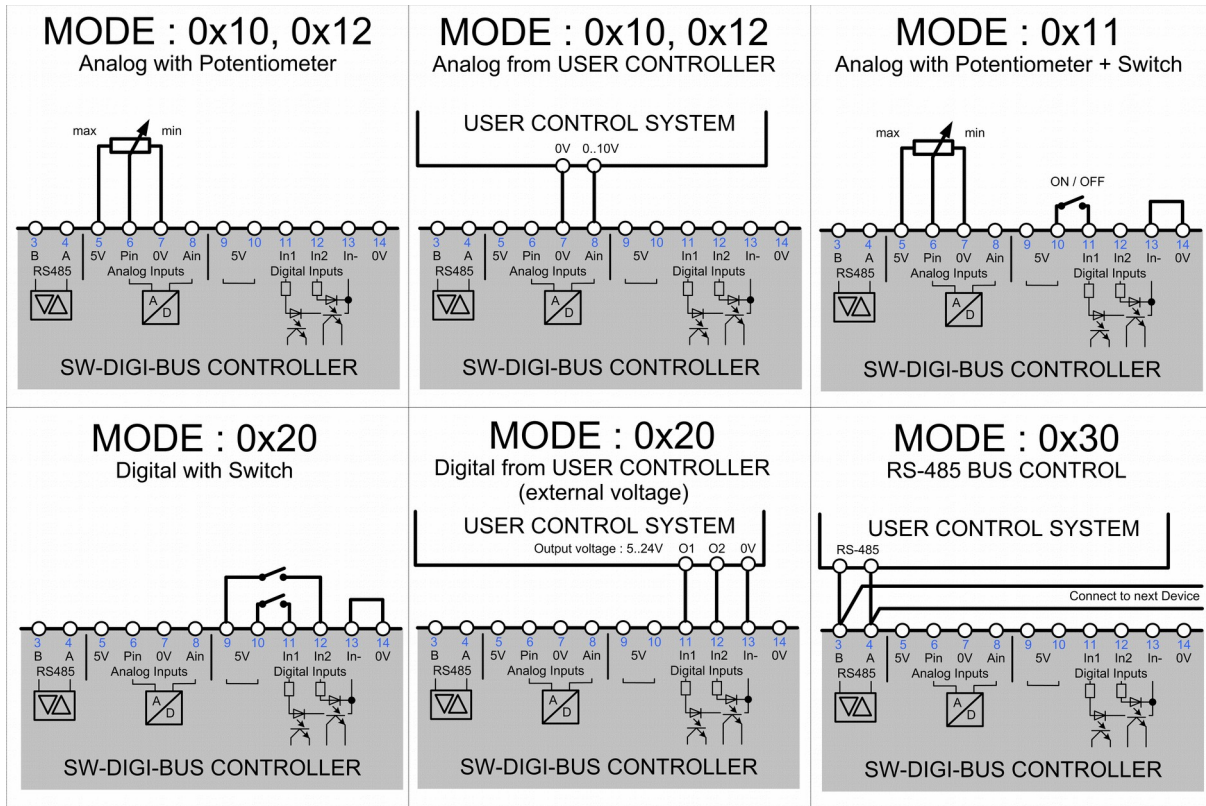 MODE : 0x10, 0x12
Analog with Potentiometer
max min
3 4 5 6 7 8 9 10 11 12 13 14
B A 5V Pin 0V Ain 5V In1 In2 In- 0V
RS485 Analog Inputs Digital Inputs
A
D
SW-DIGI-BUS CONTROLLER
MODE : 0x10, 0x12
Analog from USER CONTROLLER
USER CONTROL SYSTEM
0V 0..10V
3 4 5 6 7 8 9 10 11 12 13 14
B A 5V Pin 0V Ain 5V In1 In2 In- 0V
RS485 Analog Inputs Digital Inputs
A
D
SW-DIGI-BUS CONTROLLER
MODE : 0x11
Analog with Potentiometer + Switch
max min
ON / OFF
3 4 5 6 7 8 9 10 11 12 13 14
B A 5V Pin 0V Ain 5V In1 In2 In- 0V
RS485 Analog Inputs Digital Inputs
A
D
SW-DIGI-BUS CONTROLLER
MODE : 0x20
Digital with Switch
3 4 5 6 7 8 9 10 11 12 13 14
B A 5V Pin 0V Ain 5V In1 In2 In- 0V
RS485 Analog Inputs Digital Inputs
A
D
SW-DIGI-BUS CONTROLLER
MODE : 0x20
Digital from USER CONTROLLER
(external voltage)
USER CONTROL SYSTEM
Output voltage : 5..24V O1 O2 0V
3 4 5 6 7 8 9 10 11 12 13 14
B A 5V Pin 0V Ain 5V In1 In2 In- 0V
RS485 Analog Inputs Digital Inputs
A
D
SW-DIGI-BUS CONTROLLER
MODE : 0x30
RS-485 BUS CONTROL
USER CONTROL SYSTEM
RS-485
Connect to next Device
3 4 5 6 7 8 9 10 11 12 13 14
B A 5V Pin 0V Ain 5V In1 In2 In- 0V
RS485 Analog Inputs Digital Inputs
A
D
SW-DIGI-BUS CONTROLLER